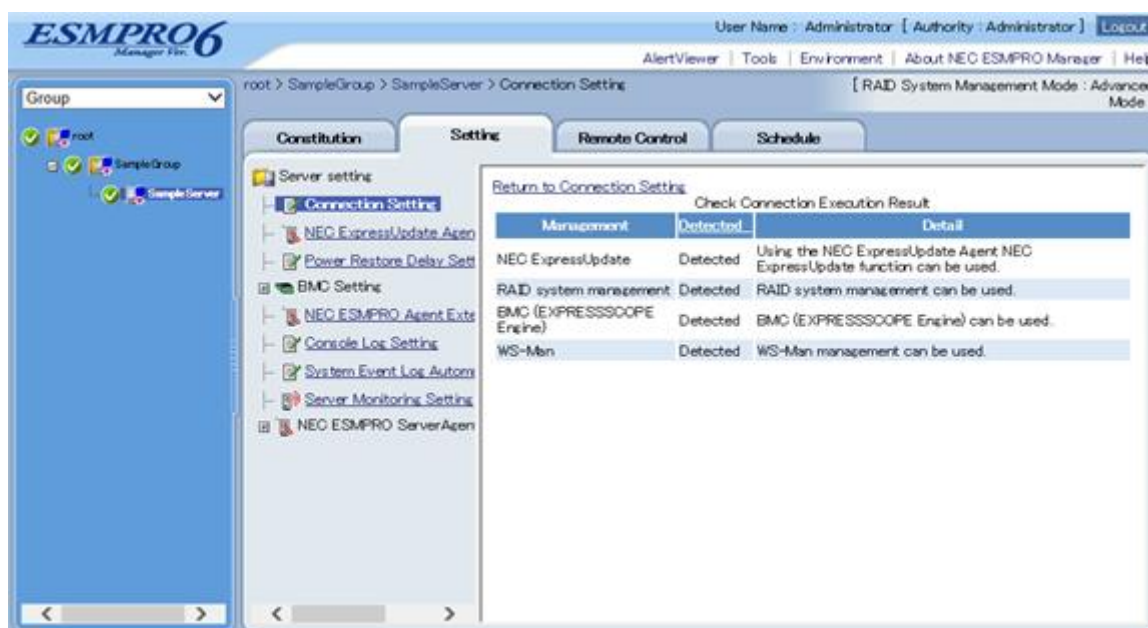 ESMPRO6
Manager Ver.
User Name : Administrator [ Authority : Administrator ] Logout
AlertViewer | Tools | Environment | About NEC ESMPRO Manager | Hel
Group
root
SampleGroup
SampleServer
root > SampleGroup > SampleServer > Connection Setting
[ RAID System Management Mode : Advanced
Mode
Constitution Setting Remote Control Schedule
Server setting
Connection Setting
NEC ExpressUpdate Agen
Power Restore Delay Sett
BMC Setting
NEC ESMPRO Agent Exte
Console Log Setting
System Event Log Autom
Server Monitoring Setting
NEC ESMPRO ServerAgen
Return to Connection Setting
Check Connection Execution Result
Management Detected Detail
NEC ExpressUpdate Detected Using the NEC ExpressUpdate Agent NEC
ExpressUpdate function can be used.
RAID system management Detected RAID system management can be used.
BMC (EXPRESSSCOPE
Engine) Detected BMC (EXPRESSSCOPE Engine) can be used.
WS-Man Detected WS-Man management can be used.